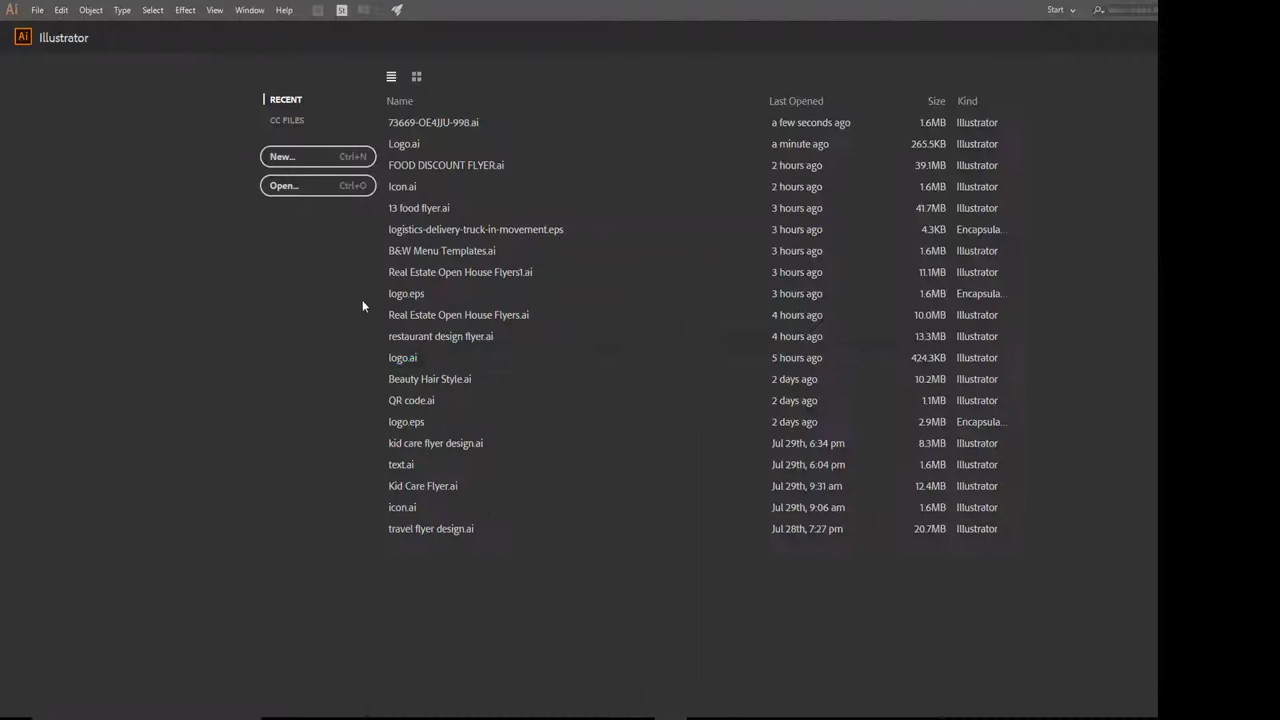 Ai File Edit Object Type Select Effect View Window Help St Start
Ai Illustrator
RECENT
CC FILES
New... Ctrl+N
Open... Ctrl+O
Name Last Opened Size Kind
73669-OE4JJU-998.ai a few seconds ago 1.6MB Illustrator
Logo.ai a minute ago 265.5KB Illustrator
FOOD DISCOUNT FLYER.ai 2 hours ago 39.1MB Illustrator
Icon.ai 2 hours ago 1.6MB Illustrator
13 food flyer.ai 3 hours ago 41.7MB Illustrator
logistics-delivery-truck-in-movement.eps 3 hours ago 4.3KB Encapsula...
B&W Menu Templates.ai 3 hours ago 10.2MB Illustrator
Real Estate Open House Flyers1.ai 3 hours ago 11.1MB Illustrator
logo.eps 3 hours ago 1.6MB Encapsula...
Real Estate Open House Flyers.ai 4 hours ago 10.0MB Illustrator
restaurant design flyer.ai 4 hours ago 13.3MB Illustrator
logo.ai 5 hours ago 424.3KB Illustrator
Beauty Hair Style.ai 2 days ago 10.2MB Illustrator
QR code.ai 2 days ago 1.1MB Illustrator
logo.eps 2 days ago 2.9MB Encapsula...
kid care flyer design.ai Jul 29th, 6:34 pm 8.3MB Illustrator
text.ai Jul 29th, 6:04 pm 1.6MB Illustrator
Kid Care Flyer.ai Jul 29th, 9:31 am 12.4MB Illustrator
icon.ai Jul 29th, 9:06 am 1.6MB Illustrator
travel flyer design.ai Jul 28th, 7:27 pm 20.7MB Illustrator